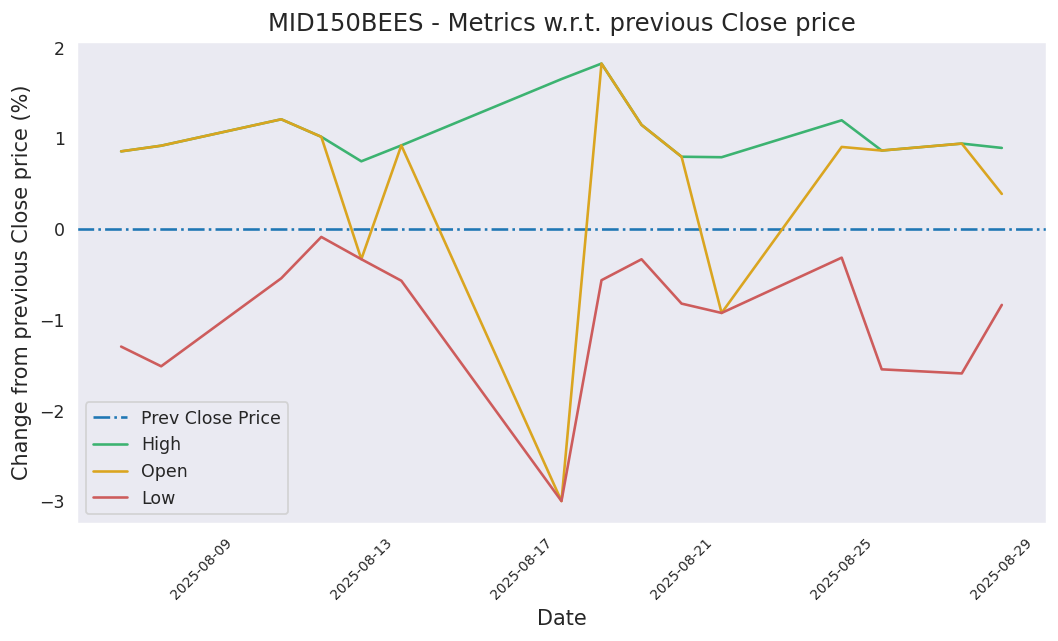 MID150BEES - Metrics w.r.t. previous Close price
Change from previous Close price (%)
2
1
0
−1
−2
−3
Prev Close Price
High
Open
Low
2025-08-09
2025-08-13
2025-08-17
2025-08-21
2025-08-25
2025-08-29
Date